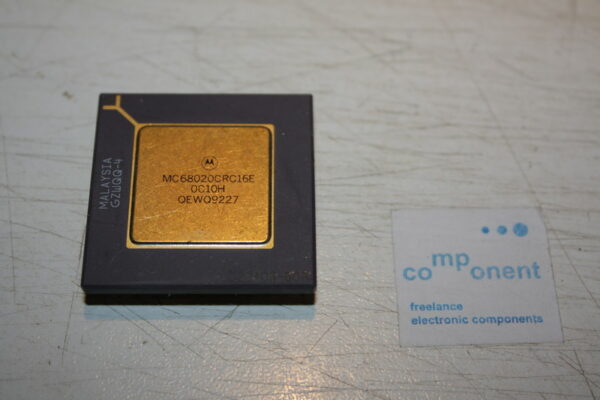 MALAYSIA
GZWQQ-4
MC68020CRC16E
0C10H
QEWQ9227
component
freelance
electronic components